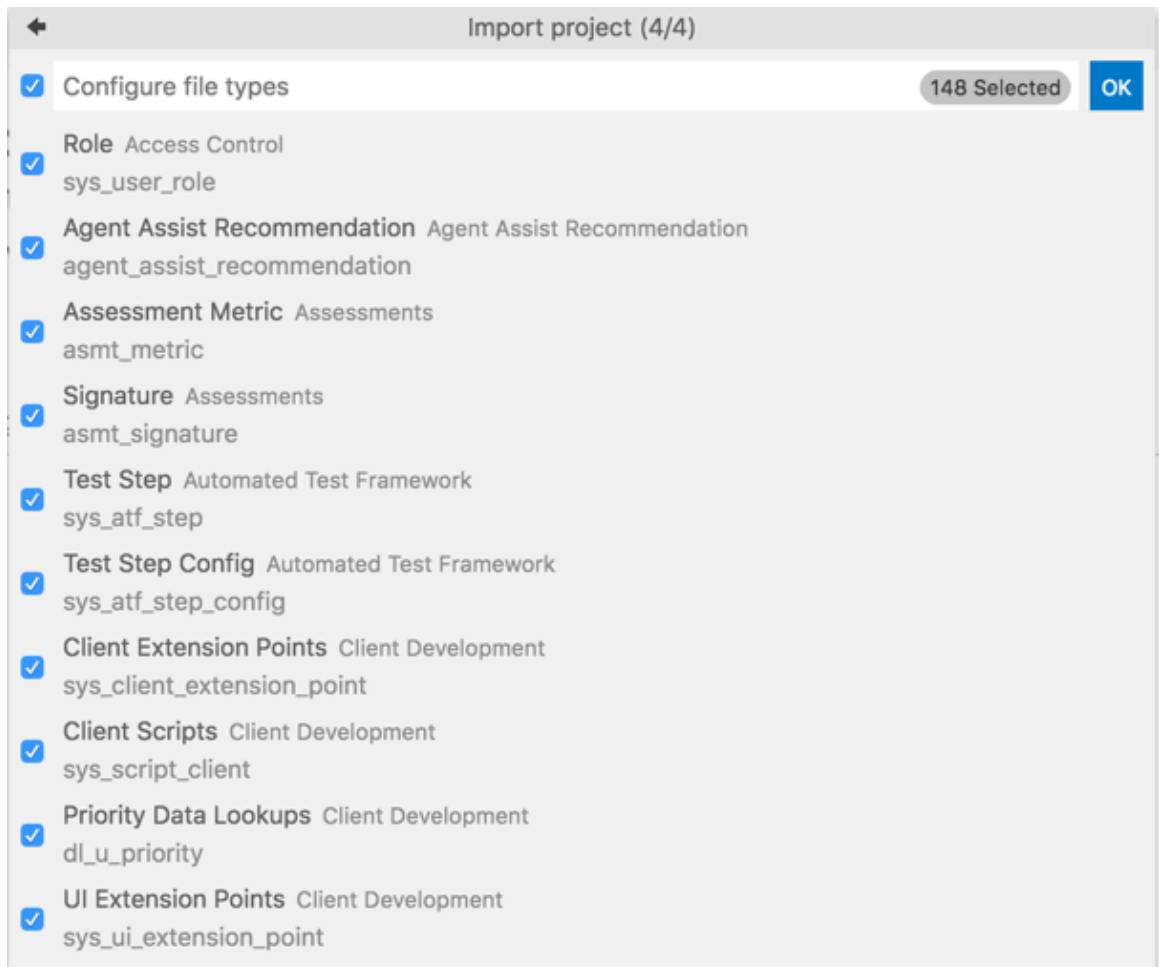 Import project (4/4)
Configure file types 148 Selected OK
Role Access Control
sys_user_role
Agent Assist Recommendation Agent Assist Recommendation
agent_assist_recommendation
Assessment Metric Assessments
asmt_metric
Signature Assessments
asmt_signature
Test Step Automated Test Framework
sys_atf_step
Test Step Config Automated Test Framework
sys_atf_step_config
Client Extension Points Client Development
sys_client_extension_point
Client Scripts Client Development
sys_script_client
Priority Data Lookups Client Development
dl_u_priority
UI Extension Points Client Development
sys_ui_extension_point